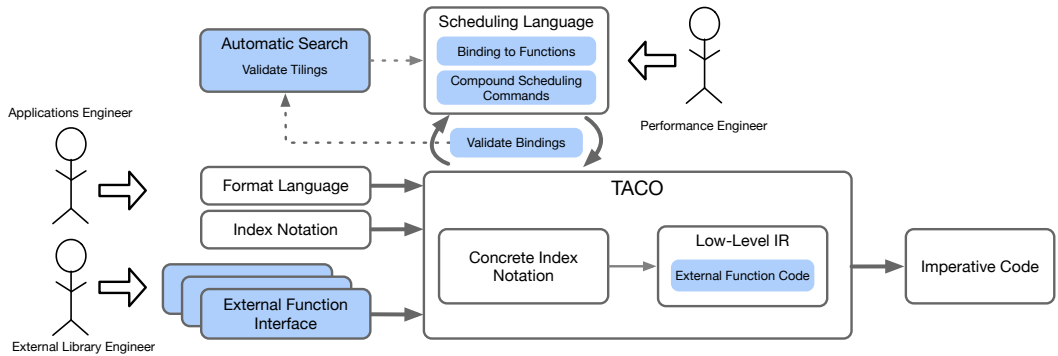 Automatic Search
Validate Tilings
Scheduling Language
Binding to Functions
Compound Scheduling
Commands
Performance Engineer
Applications Engineer
Validate Bindings
Format Language
Index Notation
TACO
Concrete Index
Notation
Low-Level IR
External Function Code
Imperative Code
External Function
Interface
External Library Engineer